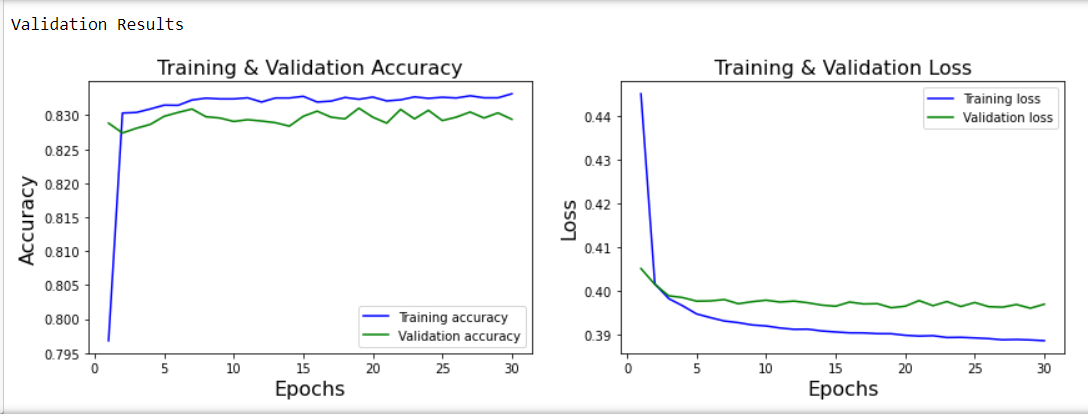 Validation Results
Training & Validation Accuracy
Accuracy
0.830
0.825
0.820
0.815
0.810
0.805
0.800
0.795
0 5 10 15 20 25 30
Epochs
Training accuracy
Validation accuracy
Training & Validation Loss
Loss
0.44
0.43
0.42
0.41
0.40
0.39
0 5 10 15 20 25 30
Epochs
Training loss
Validation loss